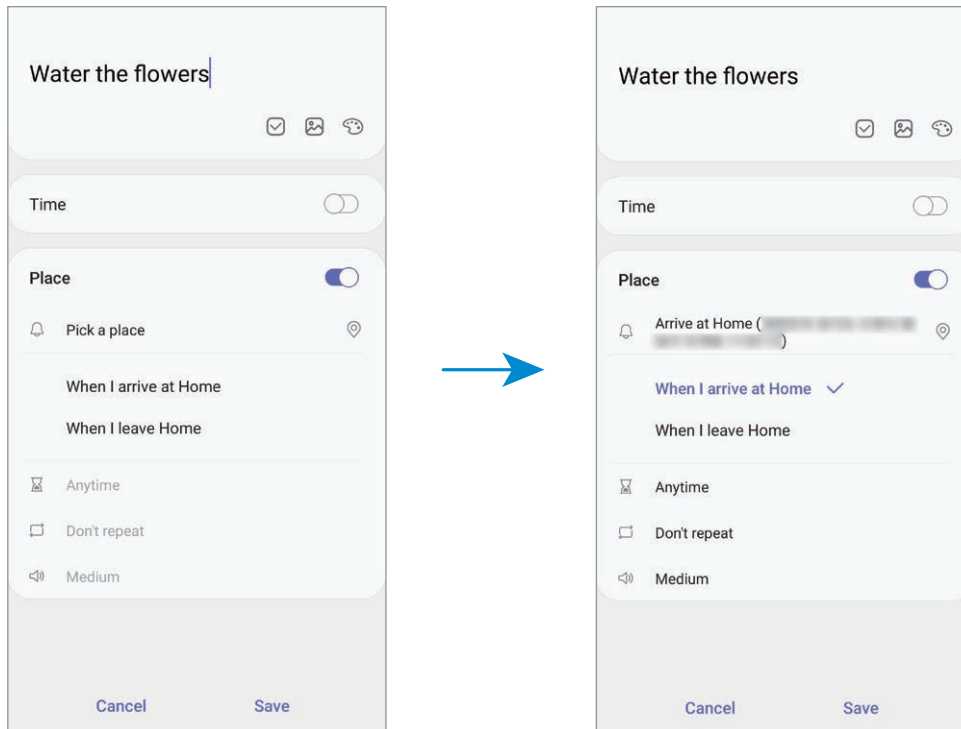 Water the flowers
Time
Place
Pick a place
When I arrive at Home
When I leave Home
Anytime
Don't repeat
Medium
Cancel Save
Water the flowers
Time
Place
Arrive at Home (
)
When I arrive at Home
When I leave Home
Anytime
Don't repeat
Medium
Cancel Save